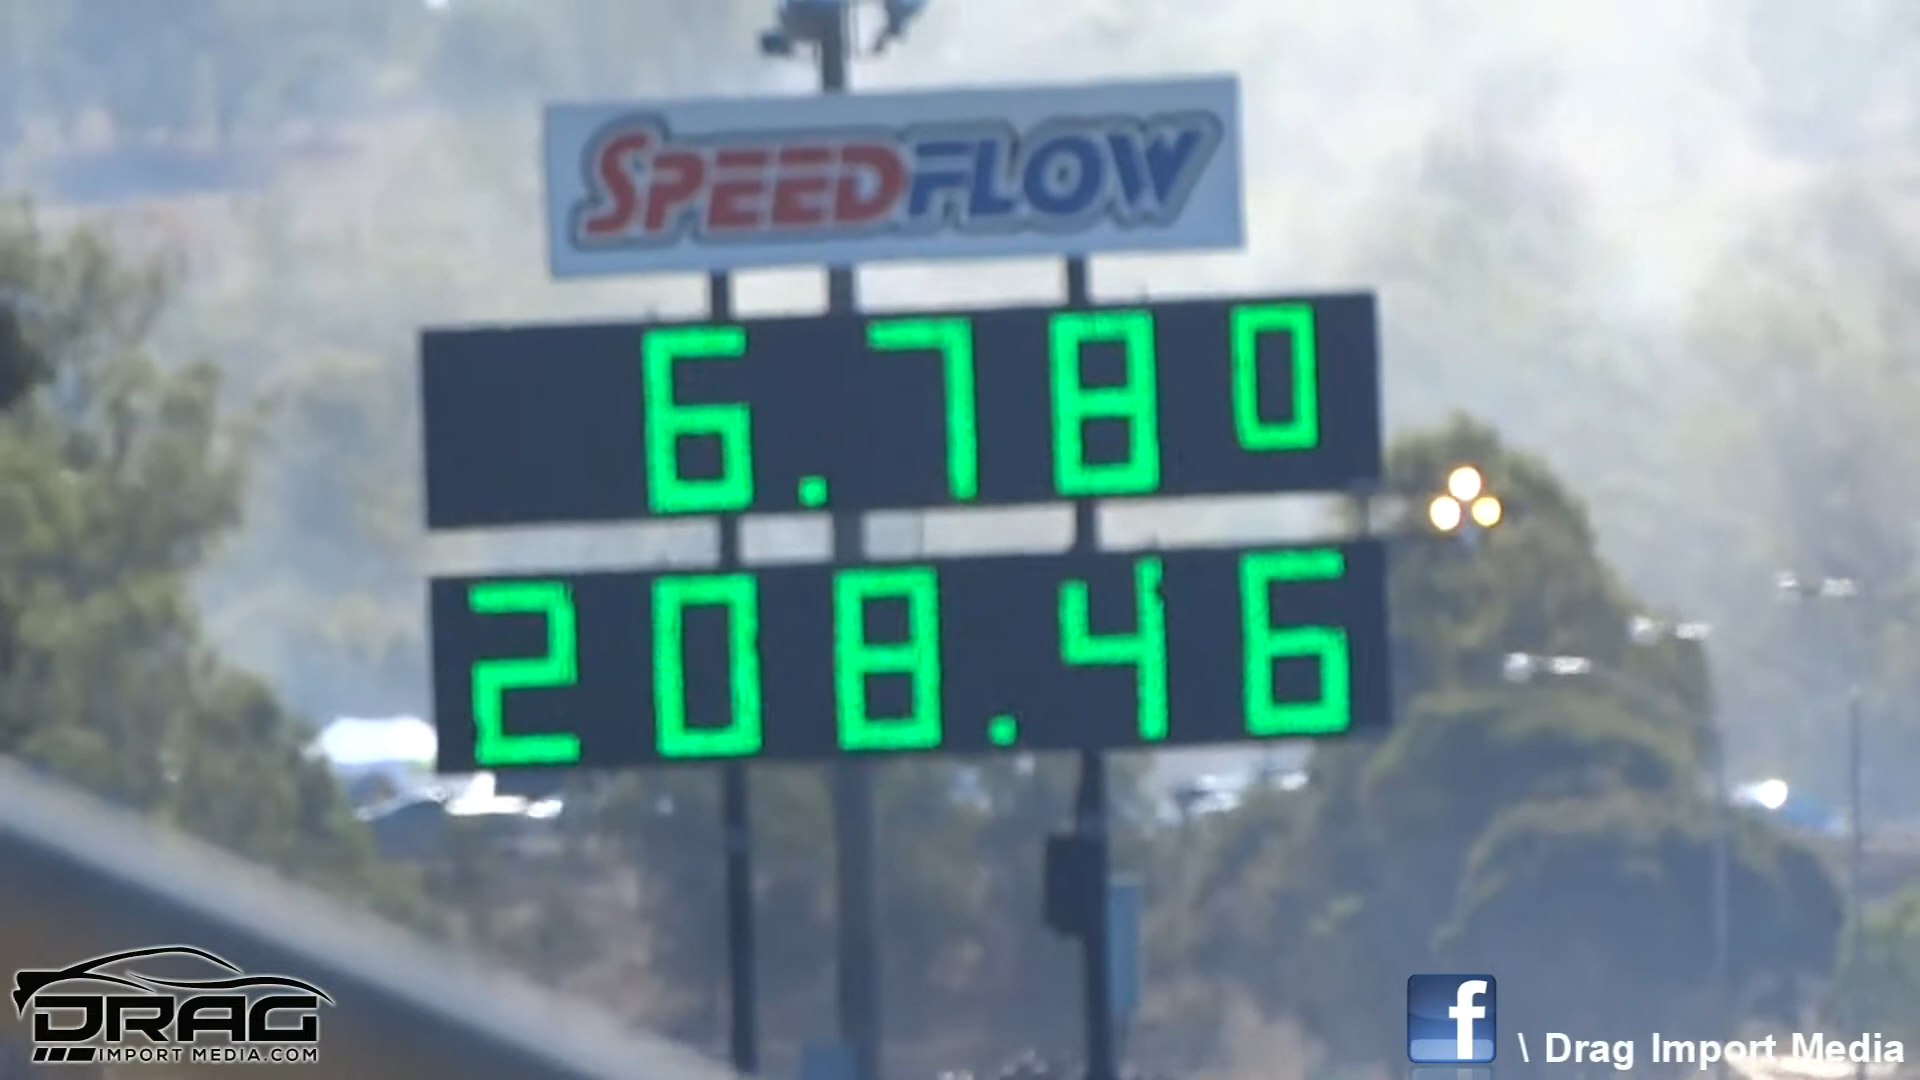 SPEEDFLOW
6.780
208.46
DRAG
IMPORT MEDIA.COM
f
\ Drag Import Media